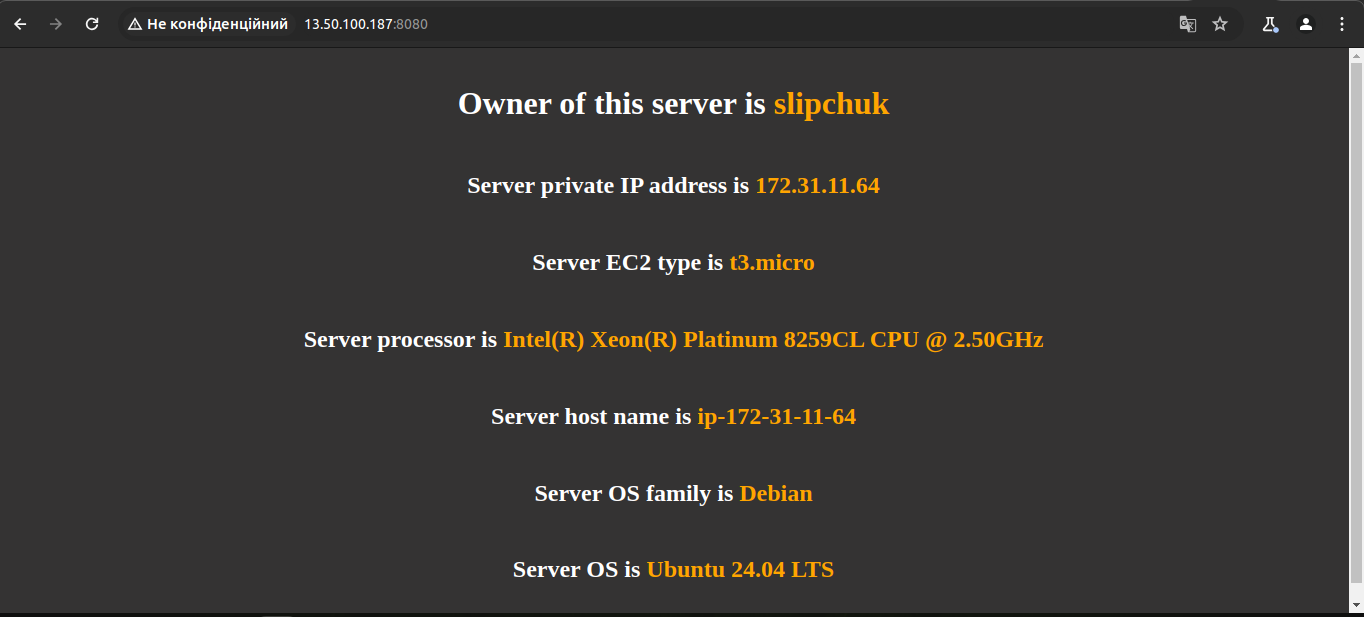 Не конфіденційний 13.50.100.187:8080
Owner of this server is slipchuk
Server private IP address is 172.31.11.64
Server EC2 type is t3.micro
Server processor is Intel(R) Xeon(R) Platinum 8259CL CPU @ 2.50GHz
Server host name is ip-172-31-11-64
Server OS family is Debian
Server OS is Ubuntu 24.04 LTS